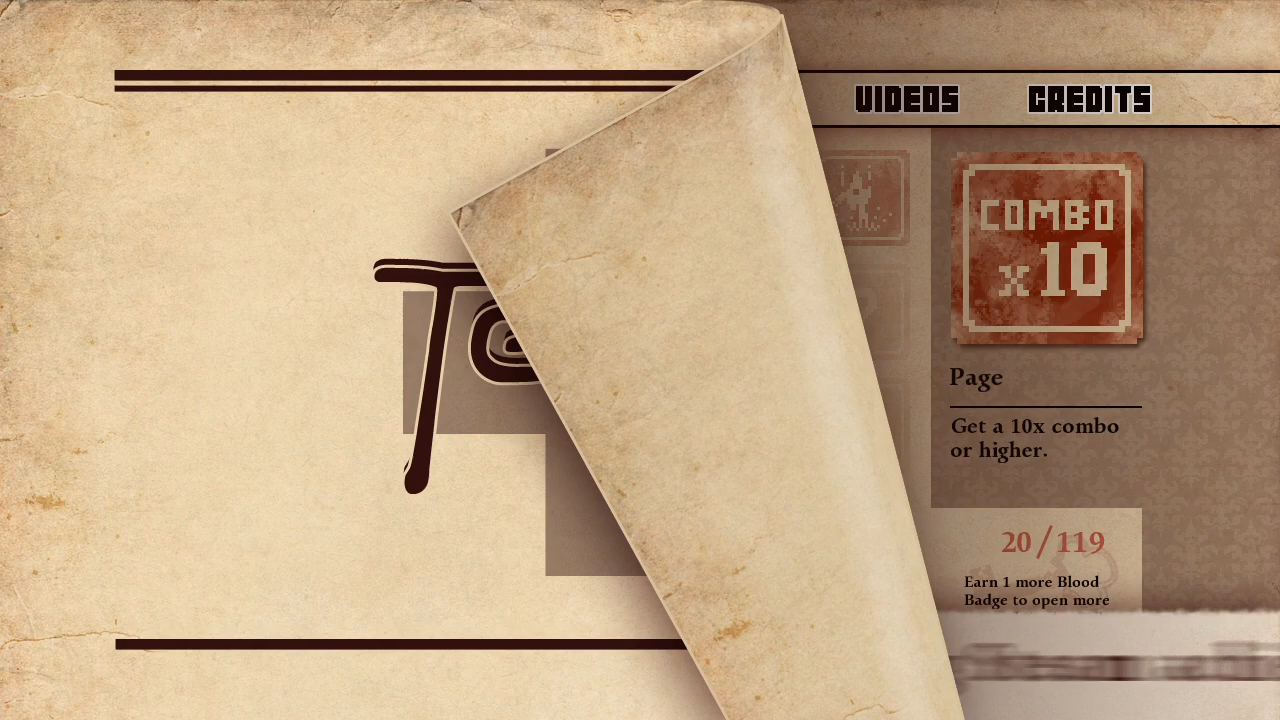 VIDEOS CREDITS
COMBO
x10
Page
Get a 10x combo
or higher.
20/119
Earn 1 more Blood
Badge to open more